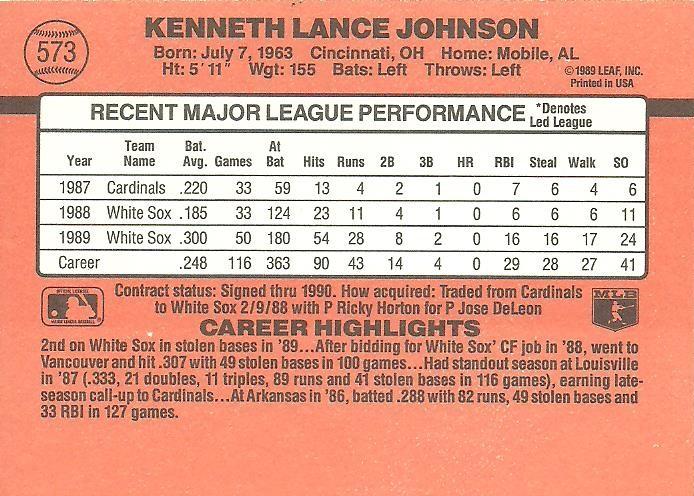 573
KENNETH LANCE JOHNSON
Born: July 7, 1963 Cincinnati, OH Home: Mobile, AL
Ht: 5' 11" Wgt: 155 Bats: Left Throws: Left
©1989 LEAF, INC.
Printed in USA
RECENT MAJOR LEAGUE PERFORMANCE *Denotes Led League
Year Team Name Bat. Avg. Games At Bat Hits Runs 2B 3B HR RBI Steal Walk SO
1987 Cardinals .220 33 59 13 4 2 1 0 7 6 4 6
1988 White Sox .185 33 124 23 11 4 1 0 6 6 6 11
1989 White Sox .300 50 180 54 28 8 2 0 16 16 17 24
Career .248 116 363 90 43 14 4 0 29 28 27 41
Contract status: Signed thru 1990. How acquired: Traded from Cardinals
to White Sox 2/9/88 with P Ricky Horton for P Jose DeLeon
MLB
CAREER HIGHLIGHTS
2nd on White Sox in stolen bases in '89...After bidding for White Sox' CF job in '88, went to
Vancouver and hit .307 with 49 stolen bases in 100 games...Had standout season at Louisville
in '87 (.333, 21 doubles, 11 triples, 89 runs and 41 stolen bases in 116 games), earning late-
season call-up to Cardinals...At Arkansas in '86, batted .288 with 82 runs, 49 stolen bases and
33 RBI in 127 games.